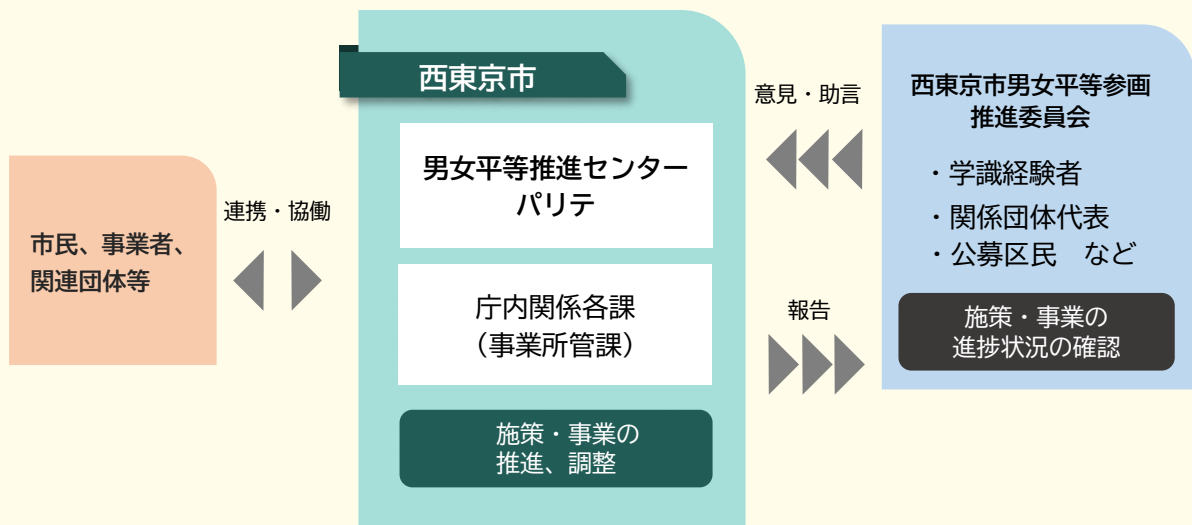 市民、事業者、
関連団体等
連携・協働
西東京市
男女平等推進センター
パリテ
庁内関係各課
（事業所管課）
施策・事業の
推進、調整
意見・助言
報告
西東京市男女平等参画
推進委員会
・学識経験者
・関係団体代表
・公募区民　など
施策・事業の
進捗状況の確認